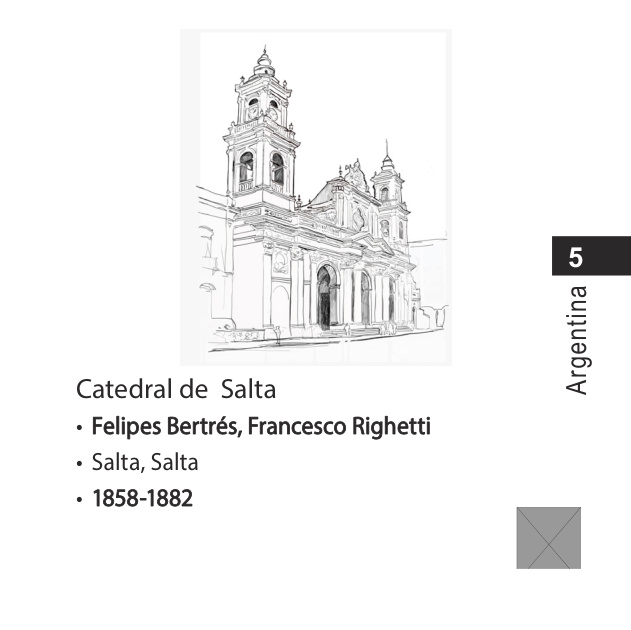 Catedral de Salta
• Felipes Bertrés, Francesco Righetti
• Salta, Salta
• 1858-1882
5
Argentina